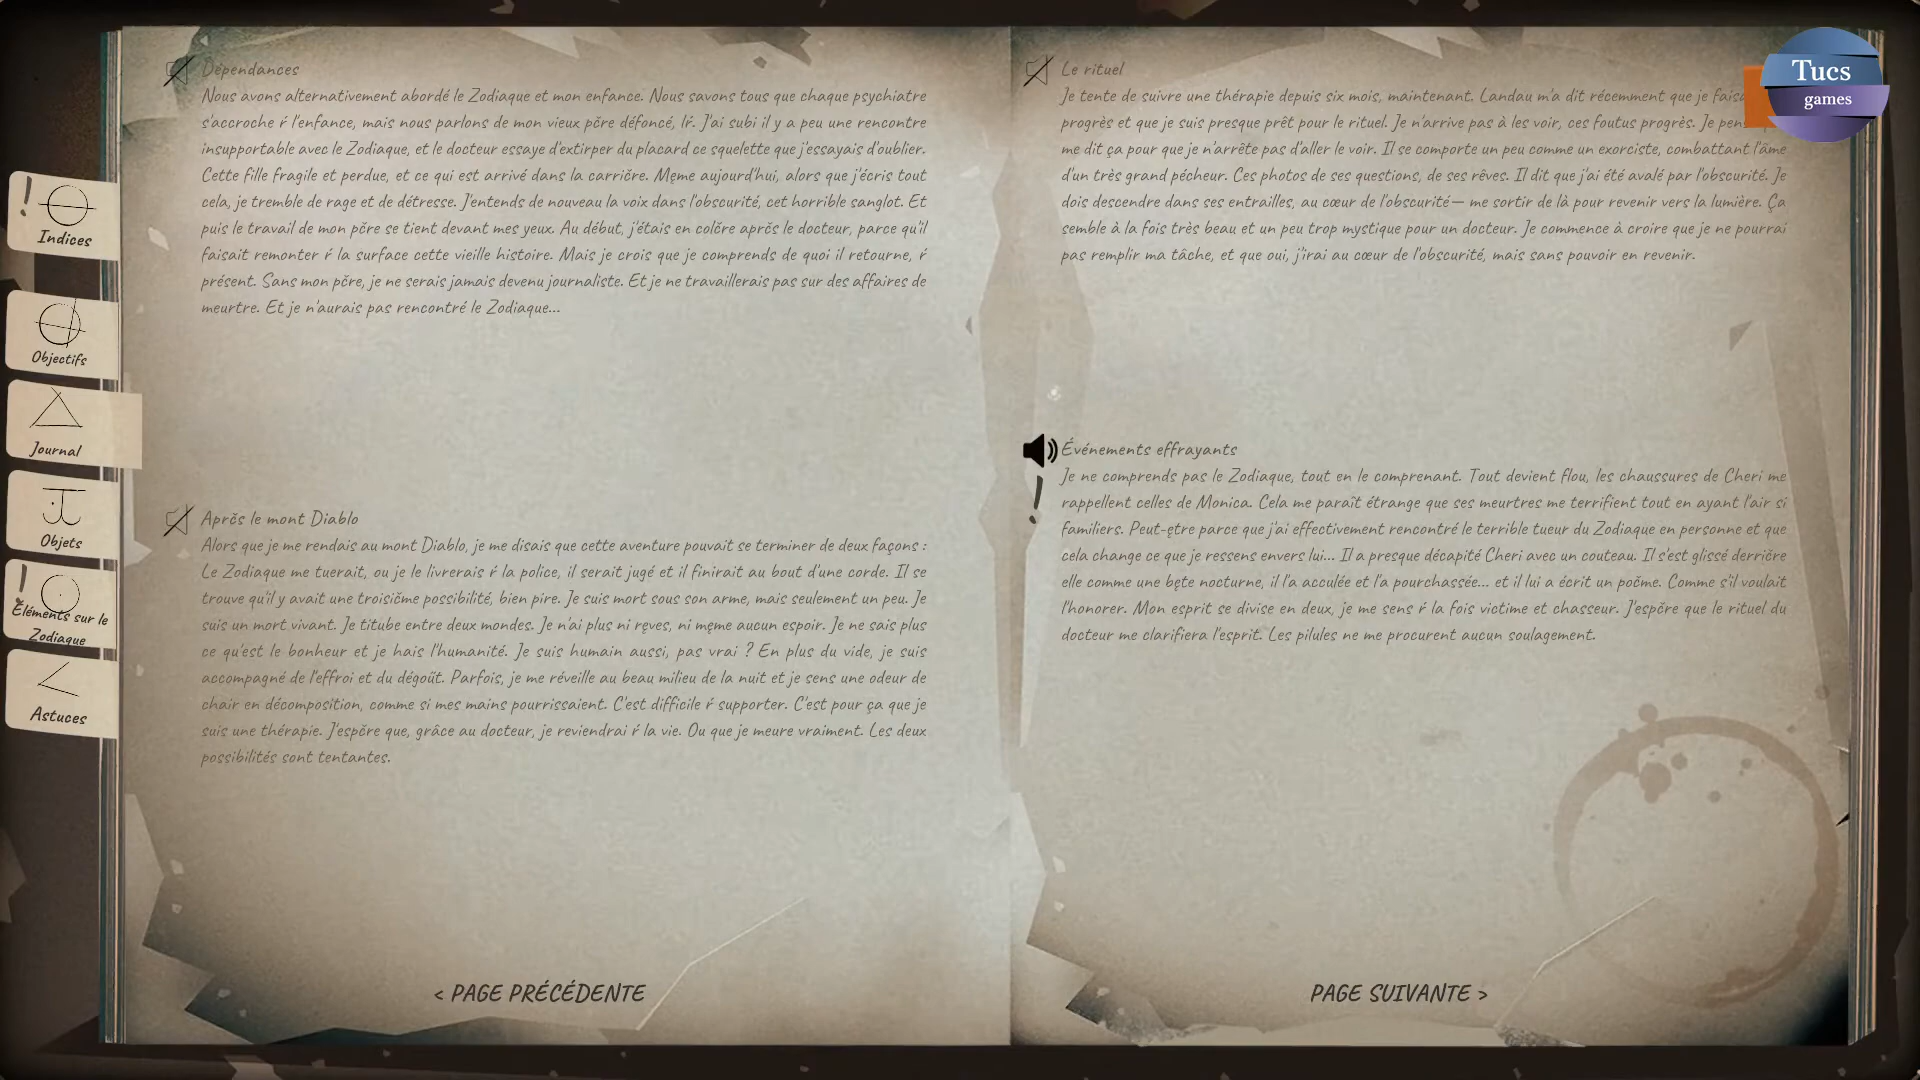 Dépendances
Nous avons alternativement abordé le Zodiaque et mon enfance. Nous savons tous que chaque psychiatre
s'accroche ŕ l'enfance, mais nous parlons de mon vieux pčre défoncé, lŕ. J'ai subi il y a peu une rencontre
insupportable avec le Zodiaque, et le docteur essaye d'extirper du placard ce squelette que j'essayais d'oublier.
Cette fille fragile et perdue, et ce qui est arrivé dans la carričre. Męme aujourd'hui, alors que j'écris tout
cela, je tremble de rage et de détresse. J'entends de nouveau la voix dans l'obscurité, cet horrible sanglot. Et
puis le travail de mon pčre se tient devant mes yeux. Au début, j'étais en colčre aprčs le docteur, parce qu'il
faisait remonter ŕ la surface cette vieille histoire. Mais je crois que je comprends de quoi il retourne, ŕ
présent. Sans mon pčre, je ne serais jamais devenu journaliste. Et je ne travaillerais pas sur des affaires de
meurtre. Et je n'aurais pas rencontré le Zodiaque...
Aprčs le mont Diablo
Alors que je me rendais au mont Diablo, je me disais que cette aventure pouvait se terminer de deux façons :
Le Zodiaque me tuerait, ou je le livrerais ŕ la police, il serait jugé et il finirait au bout d'une corde. Il se
trouve qu'il y avait une troisičme possibilité, bien pire. Je suis mort sous son arme, mais seulement un peu. Je
suis un mort vivant. Je titube entre deux mondes. Je n'ai plus ni ręves, ni męme aucun espoir. Je ne sais plus
ce qu'est le bonheur et je hais l'humanité. Je suis humain aussi, pas vrai ? En plus du vide, je suis
accompagné de l'effroi et du dégoűt. Parfois, je me réveille au beau milieu de la nuit et je sens une odeur de
chair en décomposition, comme si mes mains pourrissaient. C'est difficile ŕ supporter. C'est pour ça que je
suis une thérapie. J'espčre que, grâce au docteur, je reviendrai ŕ la vie. Ou que je meure vraiment. Les deux
possibilités sont tentantes.
< PAGE PRÉCÉDENTE
Le rituel
Je tente de suivre une thérapie depuis six mois, maintenant. Landau m'a dit récemment que je
progrès et que je suis presque prêt pour le rituel. Je n'arrive pas à les voir, ces foutus progrès. Je
me dit ça pour que je n'arrête pas d'aller le voir. Il se comporte un peu comme un exorciste, combattant l'âme
d'un très grand pécheur. Ces photos de ses questions, de ses rêves. Il dit que j'ai été avalé par l'obscurité. Je
dois descendre dans ses entrailles, au cœur de l'obscurité— me sortir de là pour revenir vers la lumière. Ça
semble à la fois très beau et un peu trop mystique pour un docteur. Je commence à croire que je ne pourrai
pas remplir ma tâche, et que oui, j'irai au cœur de l'obscurité, mais sans pouvoir en revenir.
Événements effrayants
Je ne comprends pas le Zodiaque, tout en le comprenant. Tout devient flou, les chaussures de Cheri me
rappellent celles de Monica. Cela me paraît étrange que ses meurtres me terrifient tout en ayant l'air si
familiers. Peut-ętre parce que j'ai effectivement rencontré le terrible tueur du Zodiaque en personne et que
cela change ce que je ressens envers lui... Il a presque décapité Cheri avec un couteau. Il s'est glissé derričre
elle comme une bęte nocturne, il l'a acculée et l'a pourchassée... et il lui a écrit un počme. Comme s'il voulait
l'honorer. Mon esprit se divise en deux, je me sens ŕ la fois victime et chasseur. J'espčre que le rituel du
docteur me clarifiera l'esprit. Les pilules ne me procurent aucun soulagement.
PAGE SUIVANTE >
Indices
Objectifs
Journal
Objets
Éléments sur le
Zodiaque
Astuces
Tucs
games